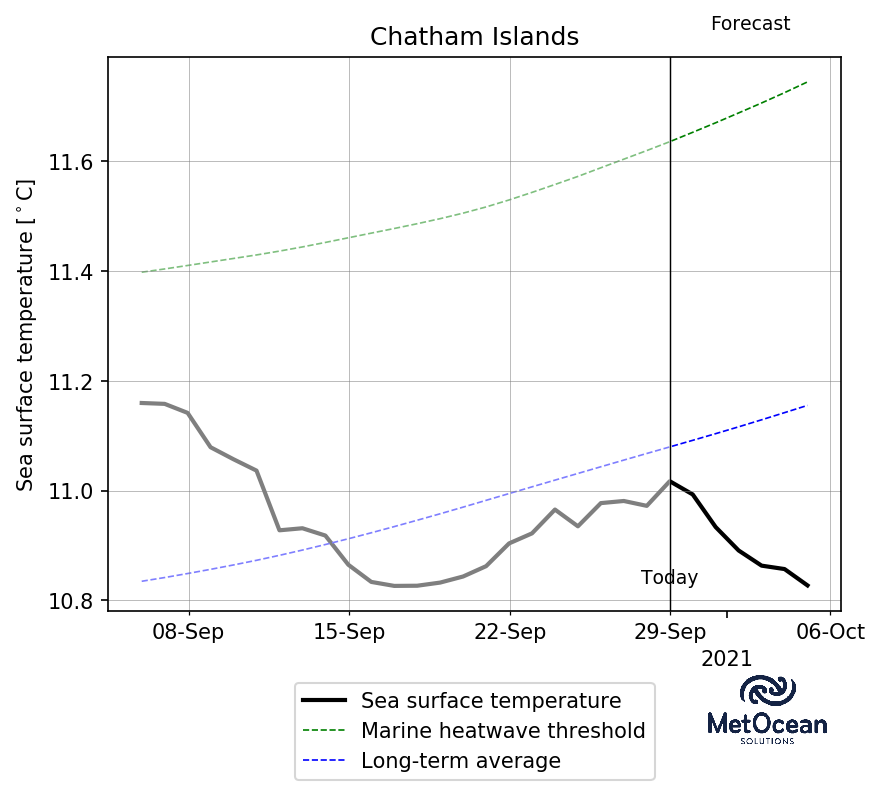 Forecast
Chatham Islands
Sea surface temperature [°C]
11.6
11.4
11.2
11.0
10.8
Today
08-Sep
15-Sep
22-Sep
29-Sep
06-Oct
2021
Sea surface temperature
Marine heatwave threshold
Long-term average
MetOcean
SOLUTIONS